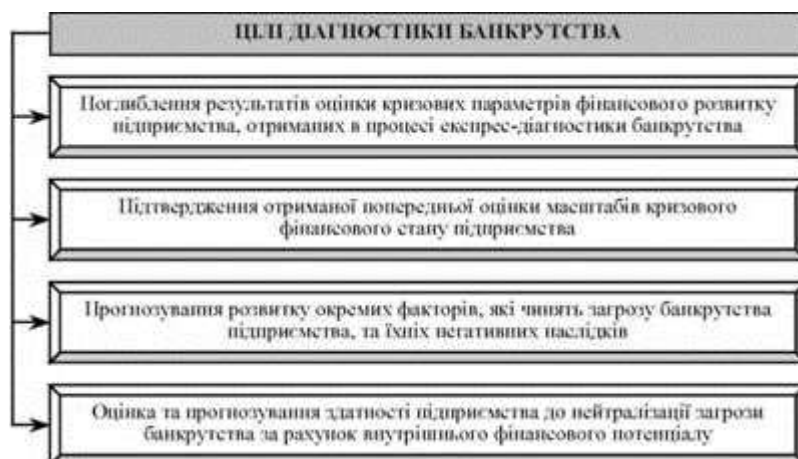 ЦІЛІ ДІАГНОСТИКИ БАНКРУТСТВА
Поглиблення результатів оцінки кризових параметрів фінансового розвитку
підприємства, отриманих в процесі експрес-діагностики банкрутства
Підтвердження отриманої попередньої оцінки масштабів кризового
фінансового стану підприємства
Прогнозування розвитку окремих факторів, які чинять загрозу банкрутства
підприємства, та їхніх негативних наслідків
Оцінка та прогнозування здатності підприємства до нейтралізації загрози
банкрутства за рахунок внутрішнього фінансового потенціалу